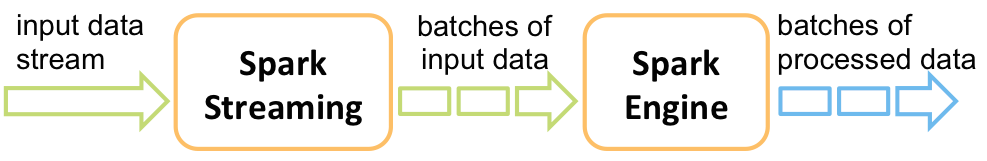 input data
stream
Spark
Streaming
batches of
input data
Spark
Engine
batches of
processed data